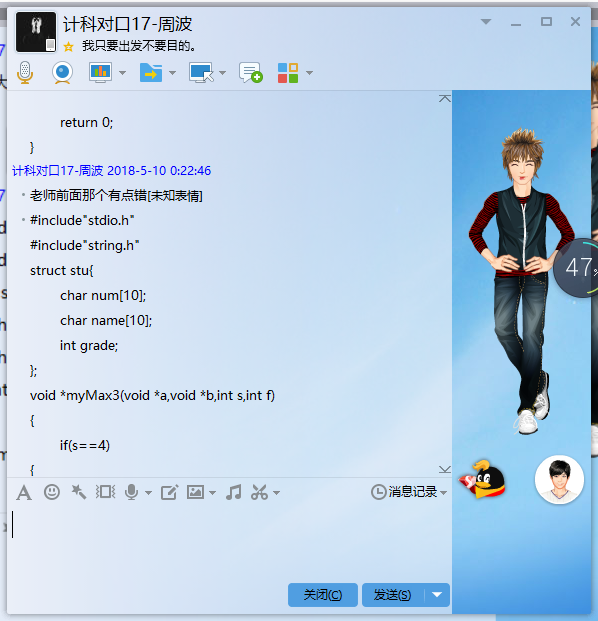 计科对口17-周波
我只要出发不要目的。
return 0;
}
计科对口17-周波 2018-5-10 0:22:46
老师前面那个有点错[未知表情]
#include"stdio.h"
#include"string.h"
struct stu{
char num[10];
char name[10];
int grade;
};
void *myMax3(void *a,void *b,int s,int f)
{
if(s==4)
{
47%
消息记录
关闭(C)
发送(S)